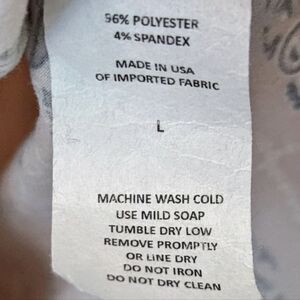 96% POLYESTER
4% SPANDEX
MADE IN USA
OF IMPORTED FABRIC
L
MACHINE WASH COLD
USE MILD SOAP
TUMBLE DRY LOW
REMOVE PROMPTLY
OR LINE DRY
DO NOT IRON
DO NOT DRY CLEAN